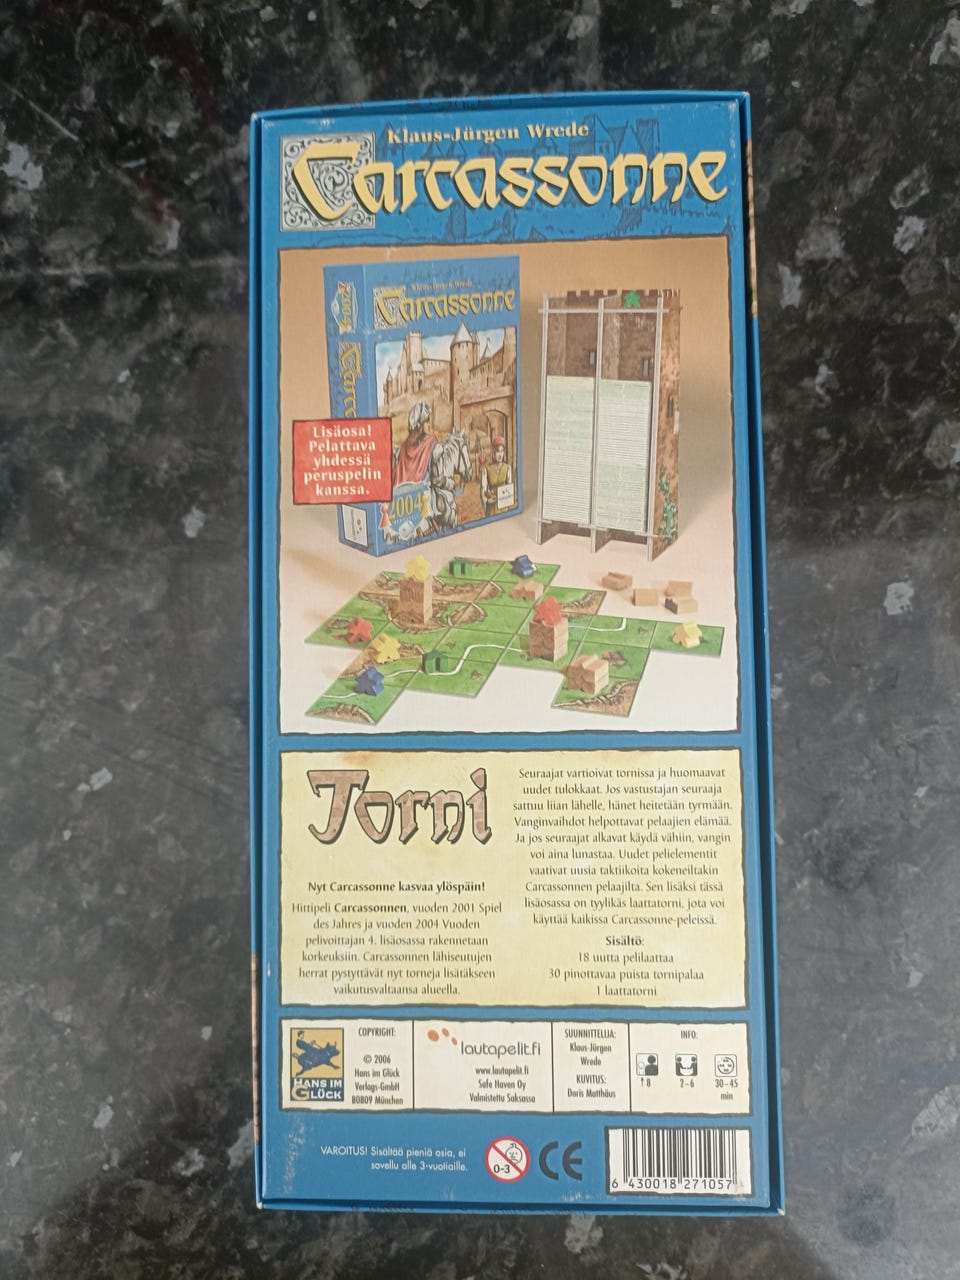 Klaus-Jürgen Wrede
Carcassonne
Klaus-Jürgen Wrede
Carcassonne
2004
Lisäosa!
Pelattava
yhdessä
peruspelin
kanssa.
2004
Torni
Nyt Carcassonne kasvaa ylöspäin!
Hittipeli Carcassonnen, vuoden 2001 Spiel
des Jahres ja vuoden 2004 Vuoden
pelivoittajan 4. lisäosassa rakennetaan
korkeuksiin. Carcassonnen lähiseutujen
herrat pystyttävät nyt torneja lisätäkseen
vaikutusvaltaansa alueella.
Seuraajat vartioivat tornissa ja huomaavat
uudet tulokkaat. Jos vastustajan seuraaja
sattuu liian lähelle, hänet heitetään tyrmään.
Vanginvaihdot helpottavat pelaajien elämää.
Ja jos seuraajat alkavat käydä vähiin, vangin
voi aina lunastaa. Uudet pelielementit
vaativat uusia taktiikoita kokeneiltakin
Carcassonnen pelaajilta. Sen lisäksi tässä
lisäosassa on tyylikäs laattatorni, jota voi
käyttää kaikissa Carcassonne-peleissä.
Sisältö:
18 uutta pelilaattaa
30 pinottavaa puista tornipalaa
1 laattatorni
HANS IM
GLÜCK
COPYRIGHT:
© 2006
Hans im Glück
Verlags-GmbH
80809 München
lautapelit.fi
www.lautapelit.fi
Safe Haven Oy
Valmistettu Saksassa
SUUNNITTELIJA:
Klaus-Jürgen
Wrede
KUVITUS:
Doris Matthäus
INFO:
↑8
2-6
30-45
min
VAROITUS! Sisältää pieniä osia, ei
sovellu alle 3-vuotiaille.
0-3
CE
6 430018 271057